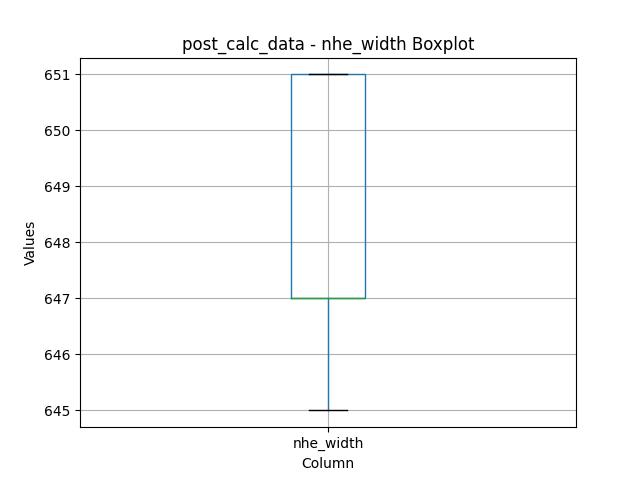 post_calc_data - nhe_width Boxplot
651
650
649
648
647
646
645
Values
nhe_width
Column